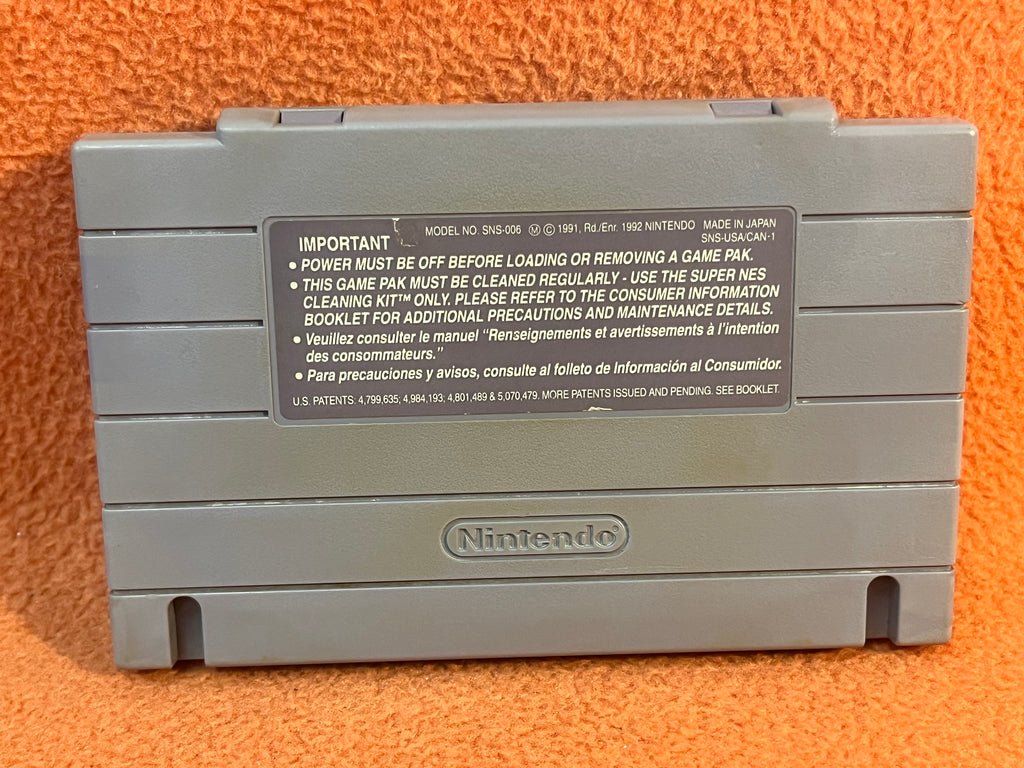 IMPORTANT
MODEL NO. SNS-006 Ⓜ © 1991, Rd./Enr. 1992 NINTENDO MADE IN JAPAN
SNS-USA/CAN-1
• POWER MUST BE OFF BEFORE LOADING OR REMOVING A GAME PAK.
• THIS GAME PAK MUST BE CLEANED REGULARLY - USE THE SUPER NES
CLEANING KIT™ ONLY. PLEASE REFER TO THE CONSUMER INFORMATION
BOOKLET FOR ADDITIONAL PRECAUTIONS AND MAINTENANCE DETAILS.
• Veuillez consulter le manuel “Renseignements et avertissements à l’intention
des consommateurs.”
• Para precauciones y avisos, consulte al folleto de Información al Consumidor.
U.S. PATENTS: 4,799,635; 4,984,193; 4,801,489 & 5,070,479. MORE PATENTS ISSUED AND PENDING. SEE BOOKLET.
Nintendo®